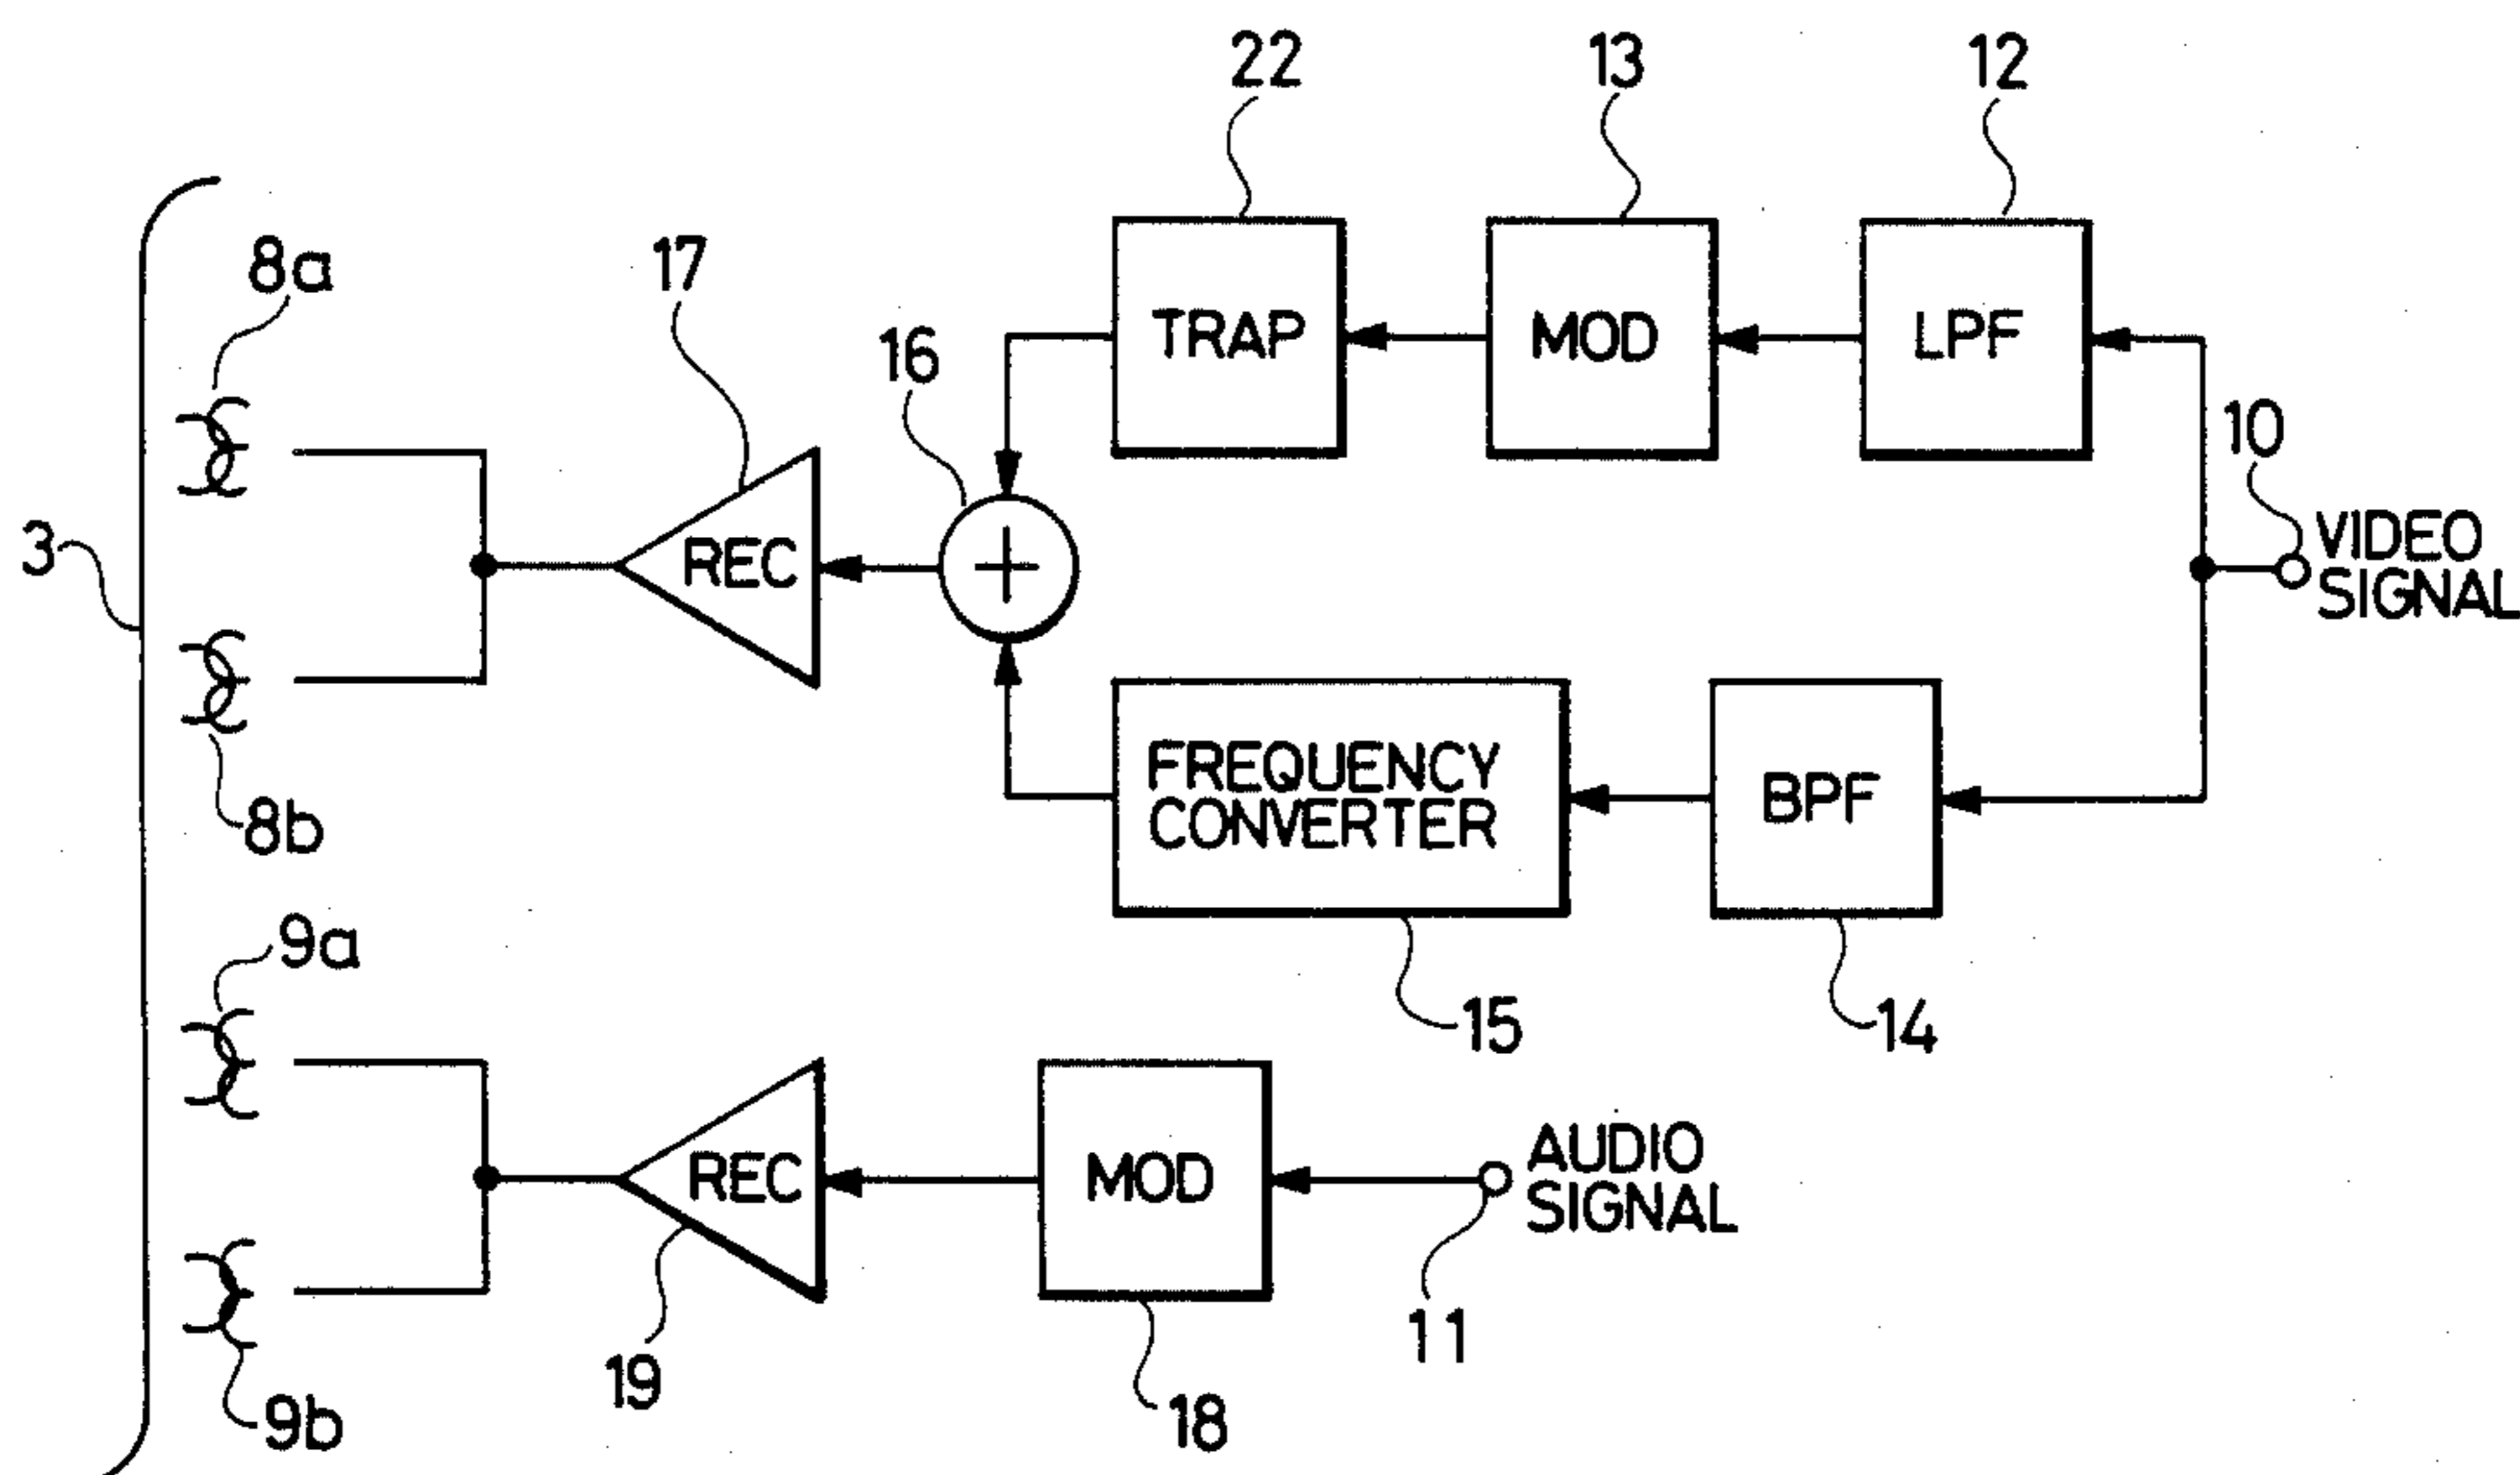 22
13
12
8a
17
16
TRAP
MOD
LPF
10
3
REC
VIDEO
SIGNAL
8b
FREQUENCY
CONVERTER
BPF
9a
15
14
REC
MOD
AUDIO
SIGNAL
11
19
18
9b